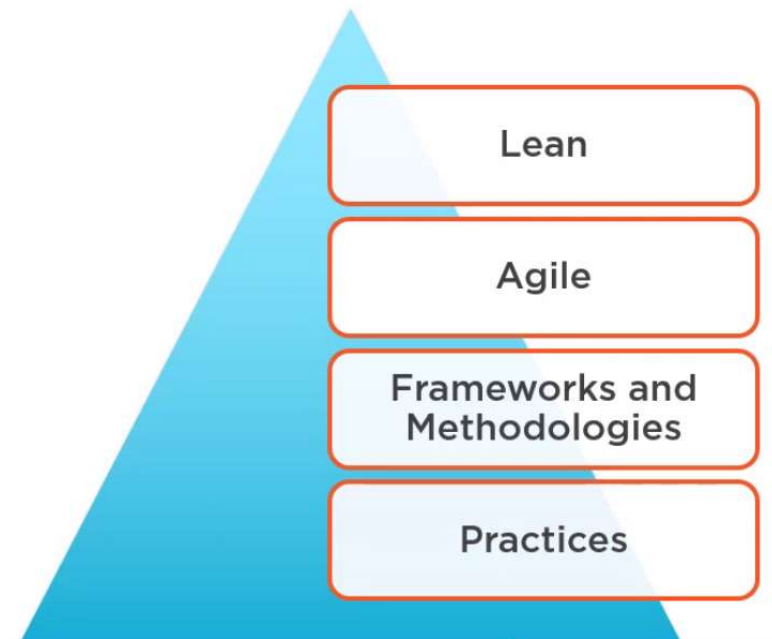 Lean
Agile
Frameworks and
Methodologies
Practices